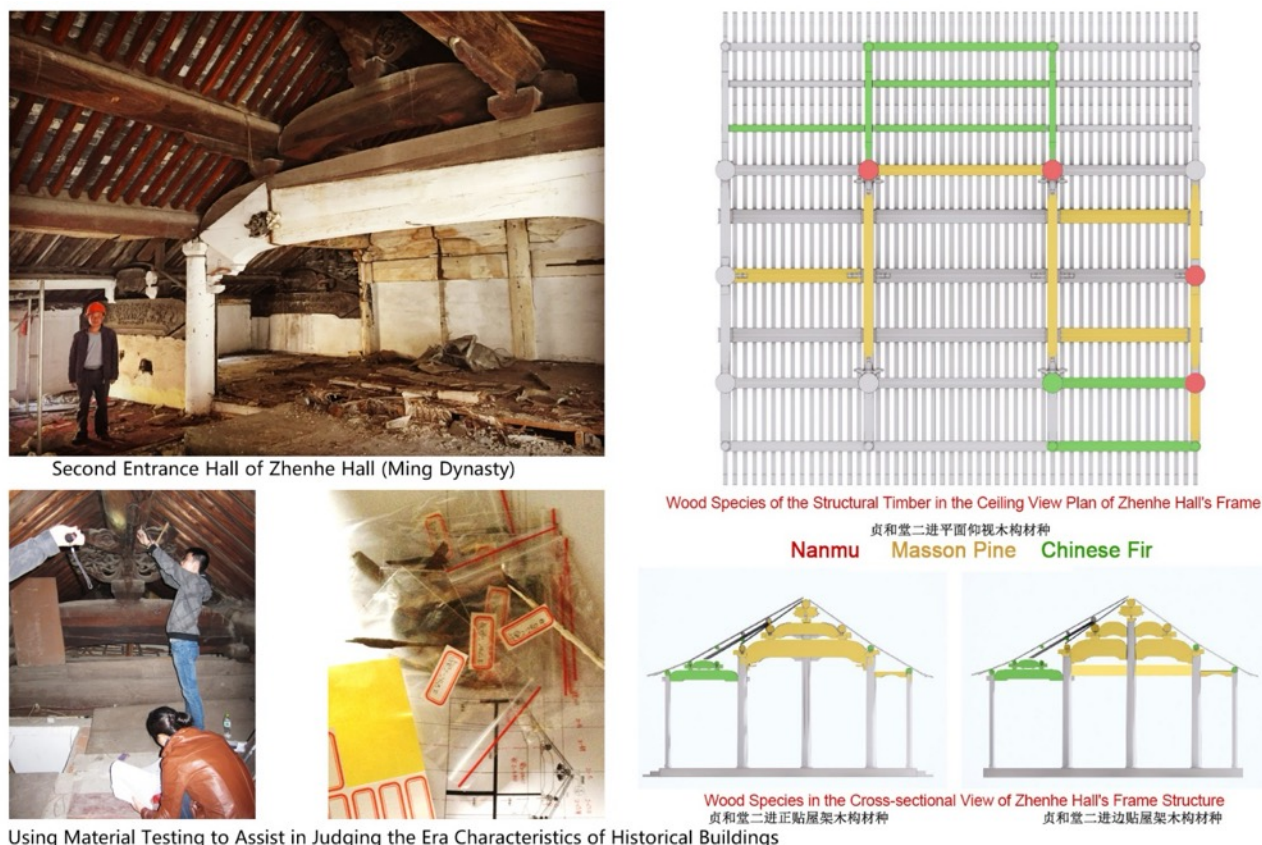 Second Entrance Hall of Zhenhe Hall (Ming Dynasty)
Wood Species of the Structural Timber in the Ceiling View Plan of Zhenhe Hall's Frame
贞和堂二进平面仰视木构材种
Nanmu Masson Pine Chinese Fir
Wood Species in the Cross-sectional View of Zhenhe Hall's Frame Structure
贞和堂二进正贴屋架木构材种 贞和堂二进边贴屋架木构材种
Using Material Testing to Assist in Judging the Era Characteristics of Historical Buildings